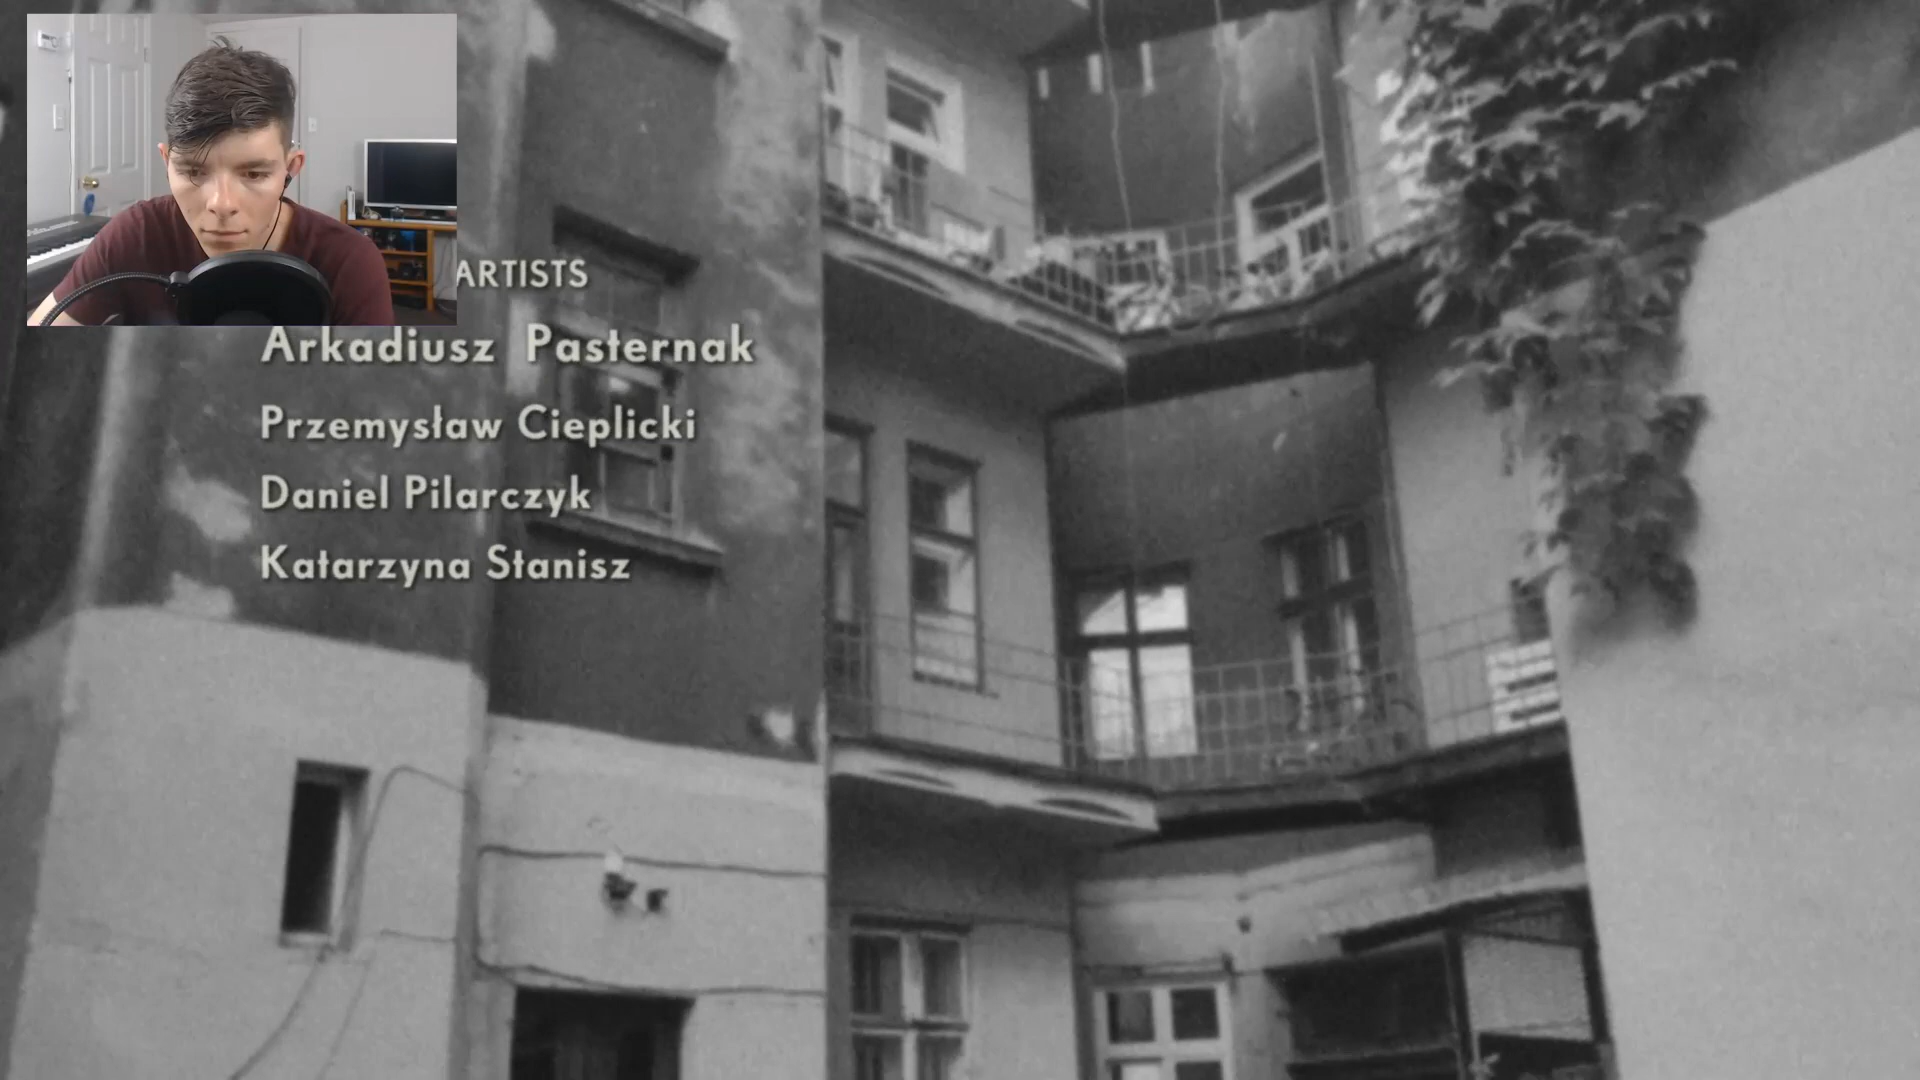 ARTISTS
Arkadiusz Pasternak
Przemysław Cieplicki
Daniel Pilarczyk
Katarzyna Stanisz